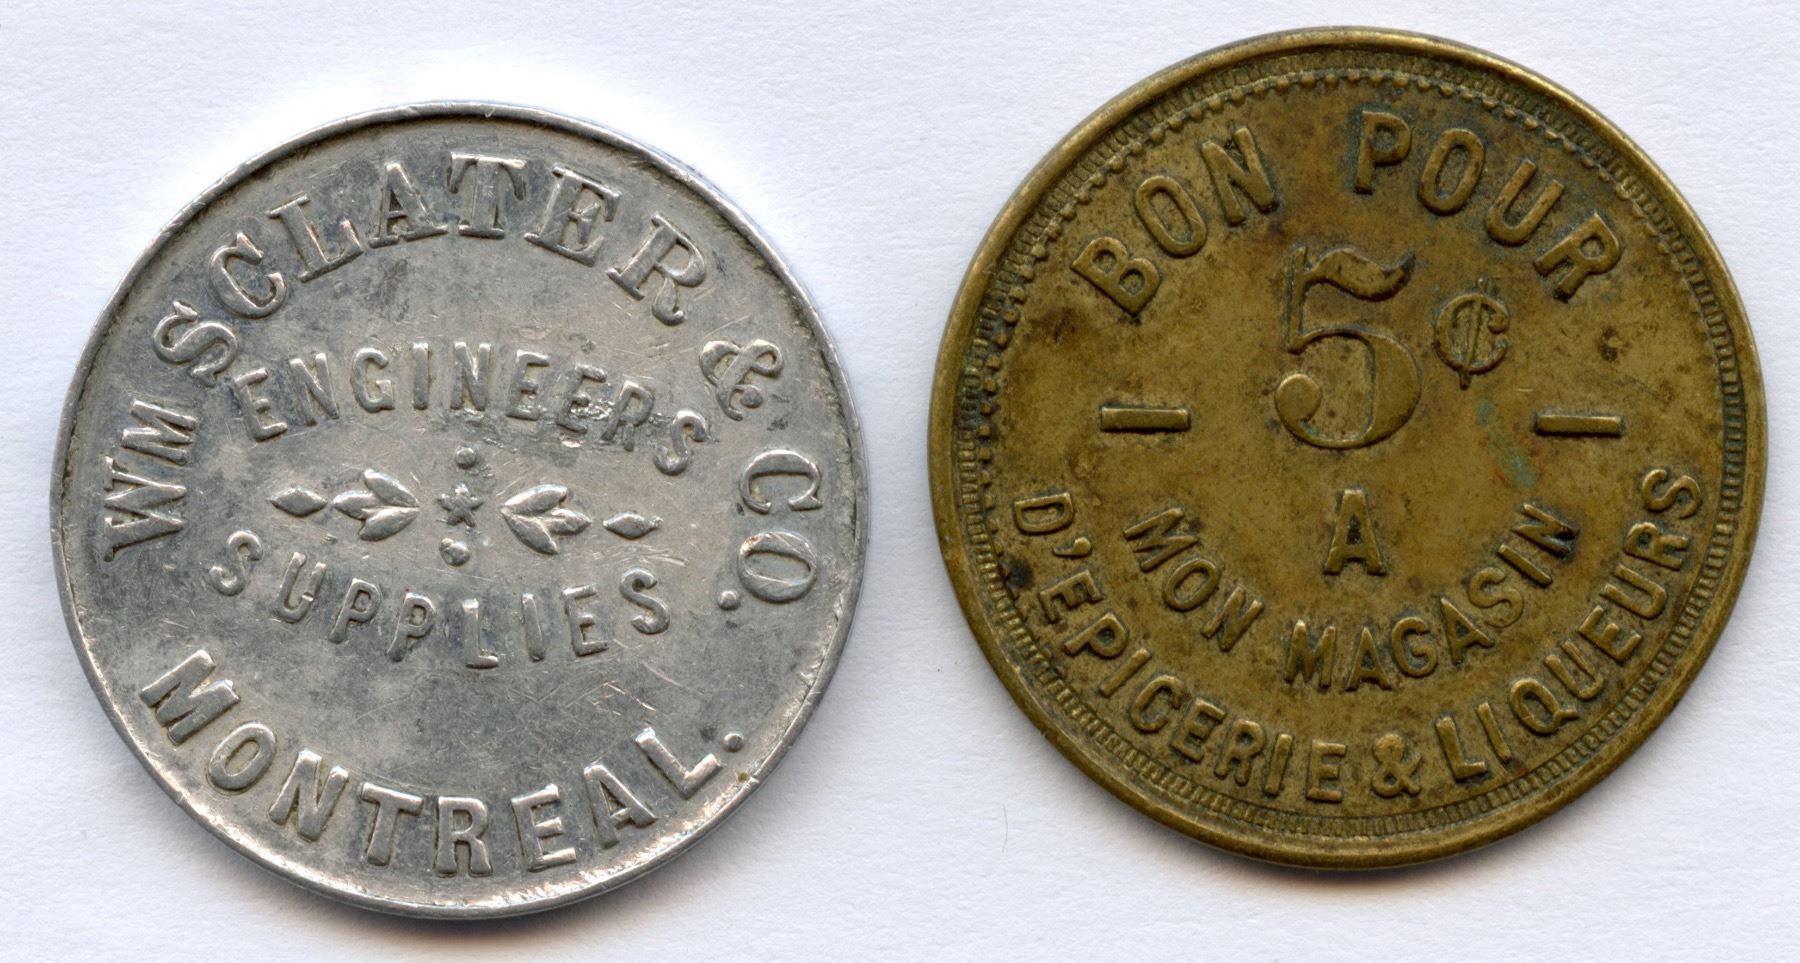 WM SCLATER & CO.
ENGINEERS
SUPPLIES
MONTREAL.
BON POUR
5¢
A
MON MAGASIN
D'EPICERIE & LIQUEURS